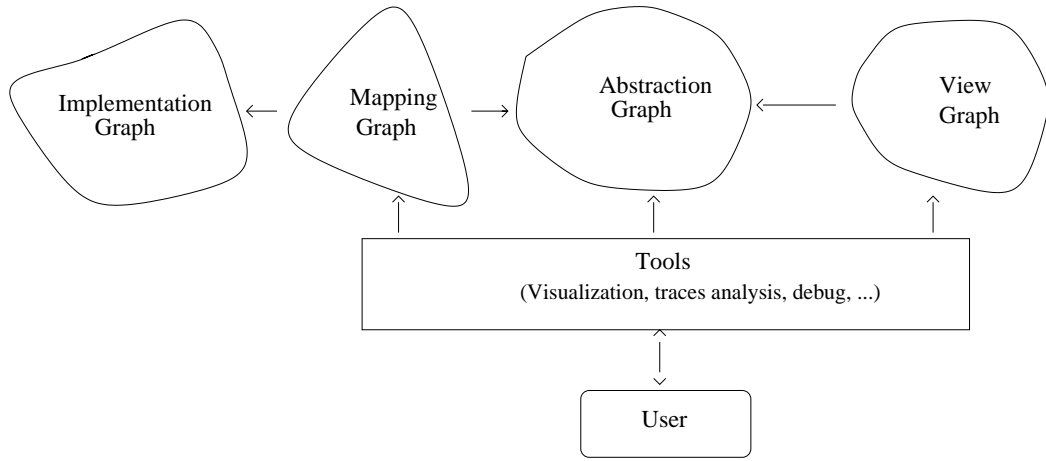 Implementation
Graph
Mapping
Graph
Abstraction
Graph
View
Graph
Tools
(Visualization, traces analysis, debug, ...)
User